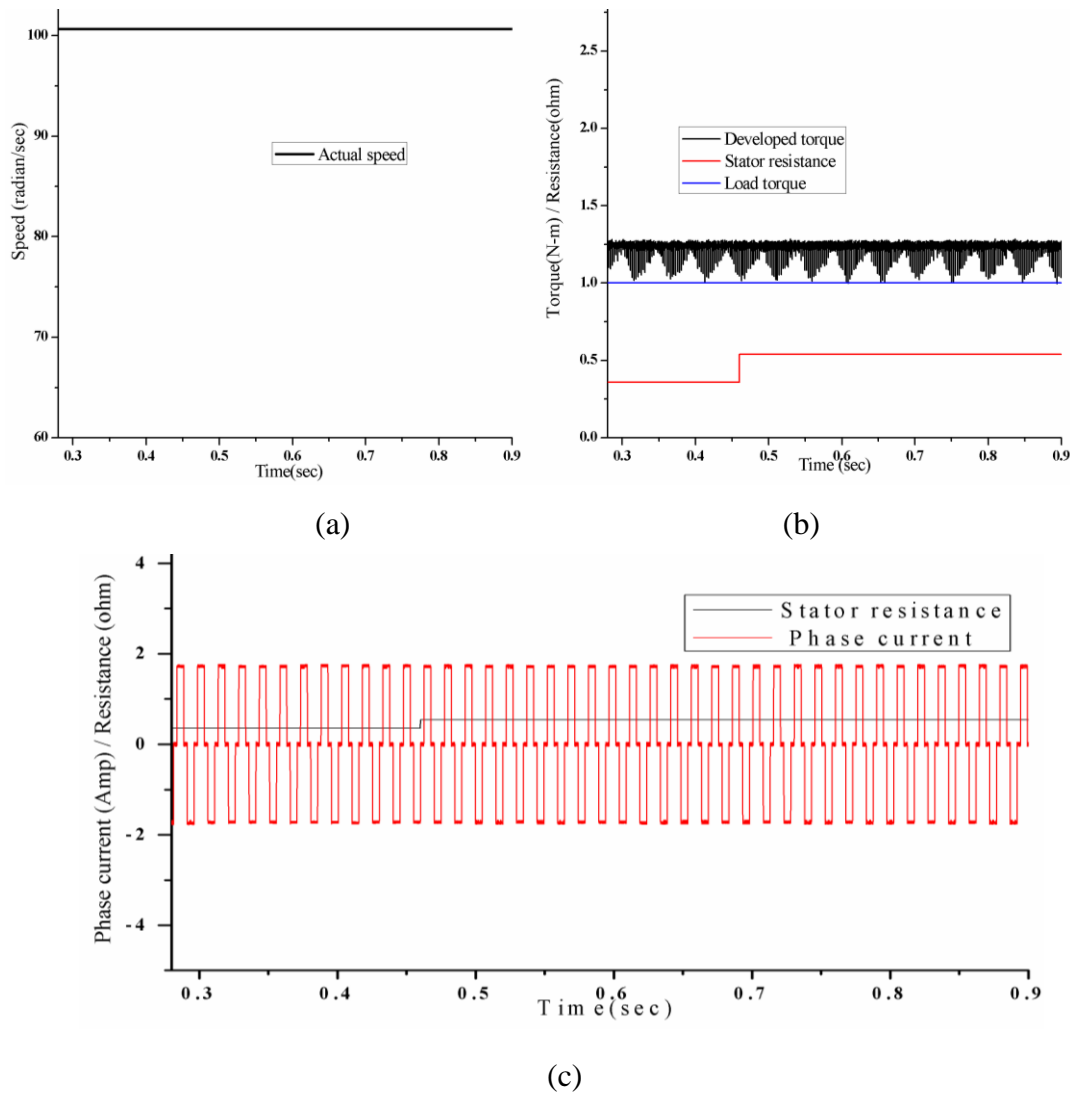 Speed (radian/sec)
100
90
80
70
60
Actual speed
0.3 0.4 0.5 0.6 0.7 0.8 0.9
Time(sec)
(a)
Torque(N-m) / Resistance(ohm)
2.5
2.0
1.5
1.0
0.5
0.0
Developed torque
Stator resistance
Load torque
0.3 0.4 0.5 0.6 0.7 0.8 0.9
Time (sec)
(b)
Phase current (Amp) / Resistance (ohm)
4
2
0
-2
-4
Stator resistance
Phase current
0.3 0.4 0.5 0.6 0.7 0.8 0.9
Time(sec)
(c)